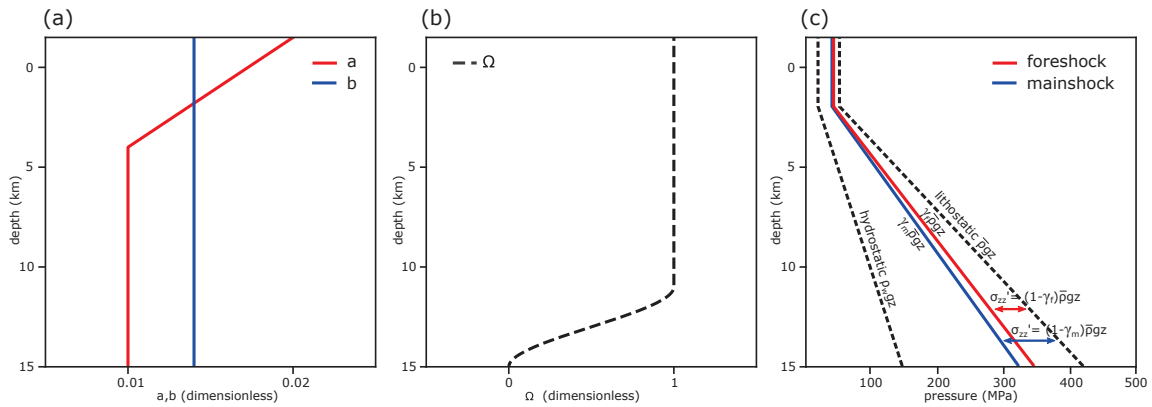 (a)
a
b
0
5
10
15
0.01
0.02
depth (km)
a,b (dimensionless)
(b)
Ω
0
5
10
15
0
1
depth (km)
Ω (dimensionless)
(c)
foreshock
mainshock
lithostatic ρ̅gz
γfρ̅gz
γmρ̅gz
hydrostatic ρwgz
σzz'= (1-γf)ρ̅gz
σzz'= (1-γm)ρ̅gz
0
5
10
15
100
200
300
400
500
depth (km)
pressure (MPa)